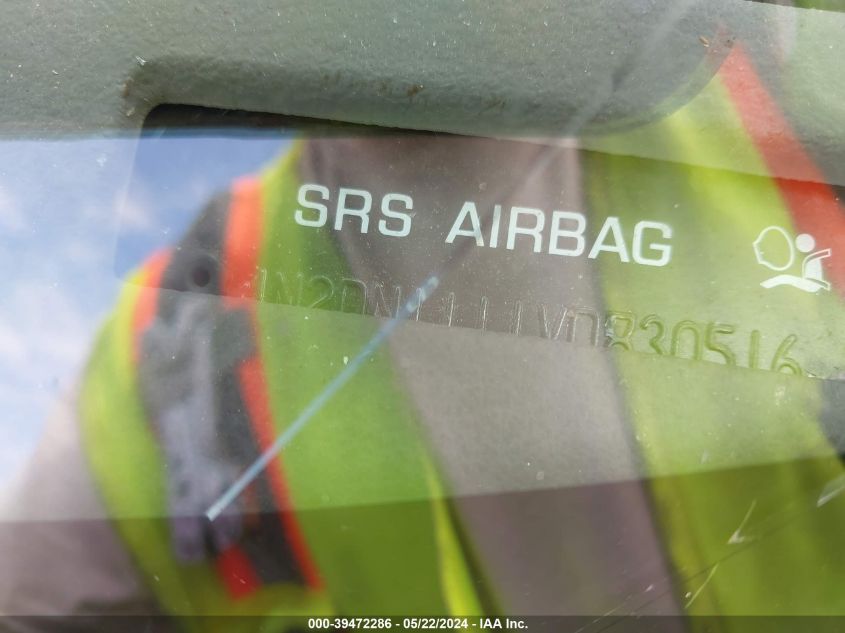 SRS AIRBAG
000-39472286 - 05/22/2024 - IAA Inc.